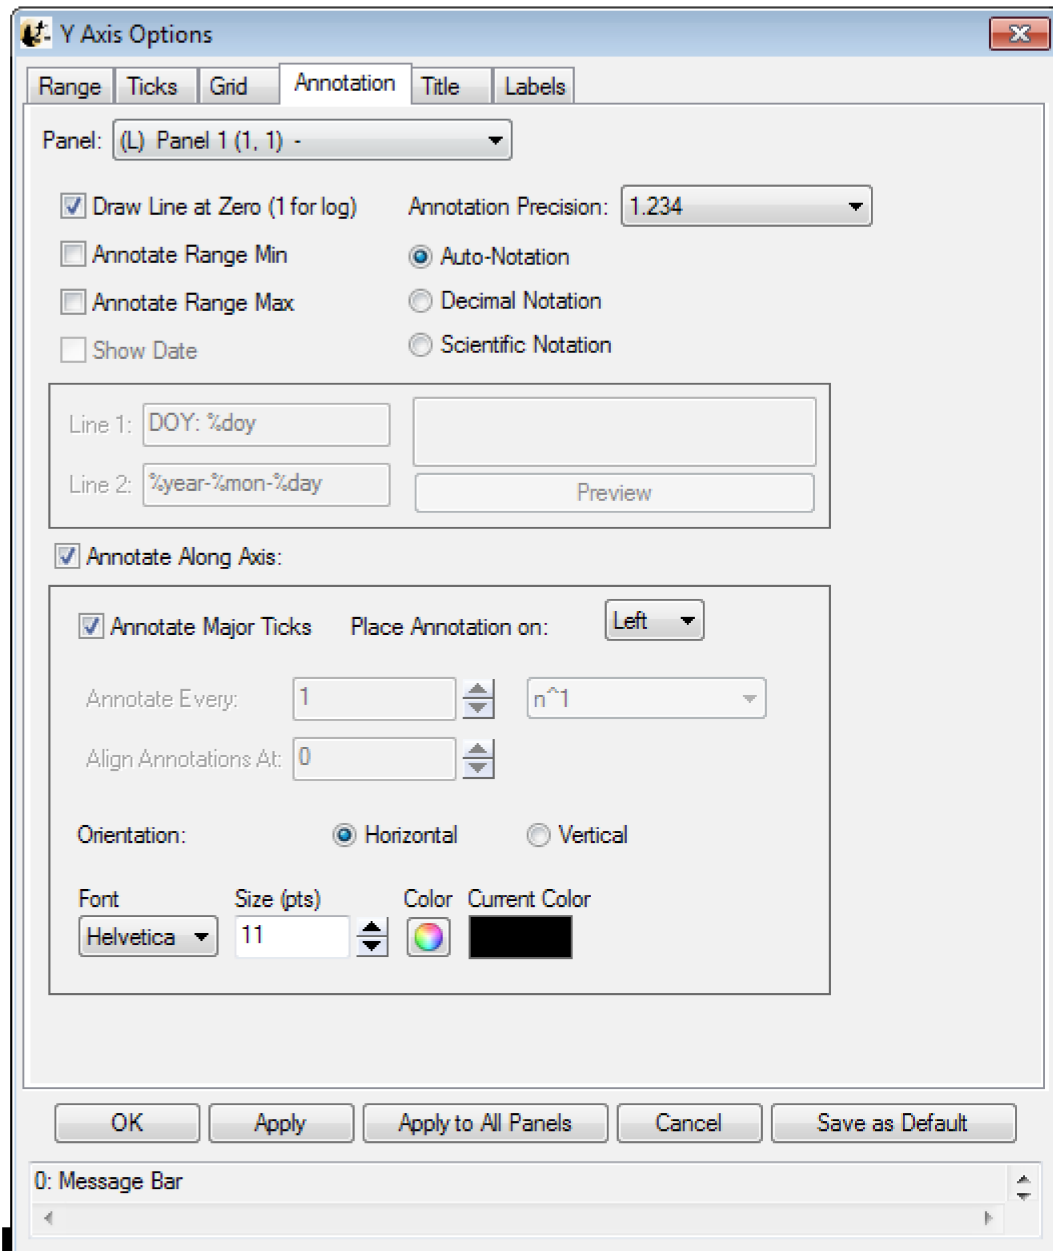 Y Axis Options
Range Ticks Grid Annotation Title Labels
Panel: (L) Panel 1 (1, 1) -
Draw Line at Zero (1 for log) Annotation Precision: 1.234
Annotate Range Min Auto-Notation
Annotate Range Max Decimal Notation
Show Date Scientific Notation
Line 1: DOY: %doy
Line 2: %year-%mon-%day Preview
Annotate Along Axis:
Annotate Major Ticks Place Annotation on: Left
Annotate Every: 1 n^1
Align Annotations At: 0
Orientation: Horizontal Vertical
Font Size (pts) Color Current Color
Helvetica 11
OK Apply Apply to All Panels Cancel Save as Default
0: Message Bar